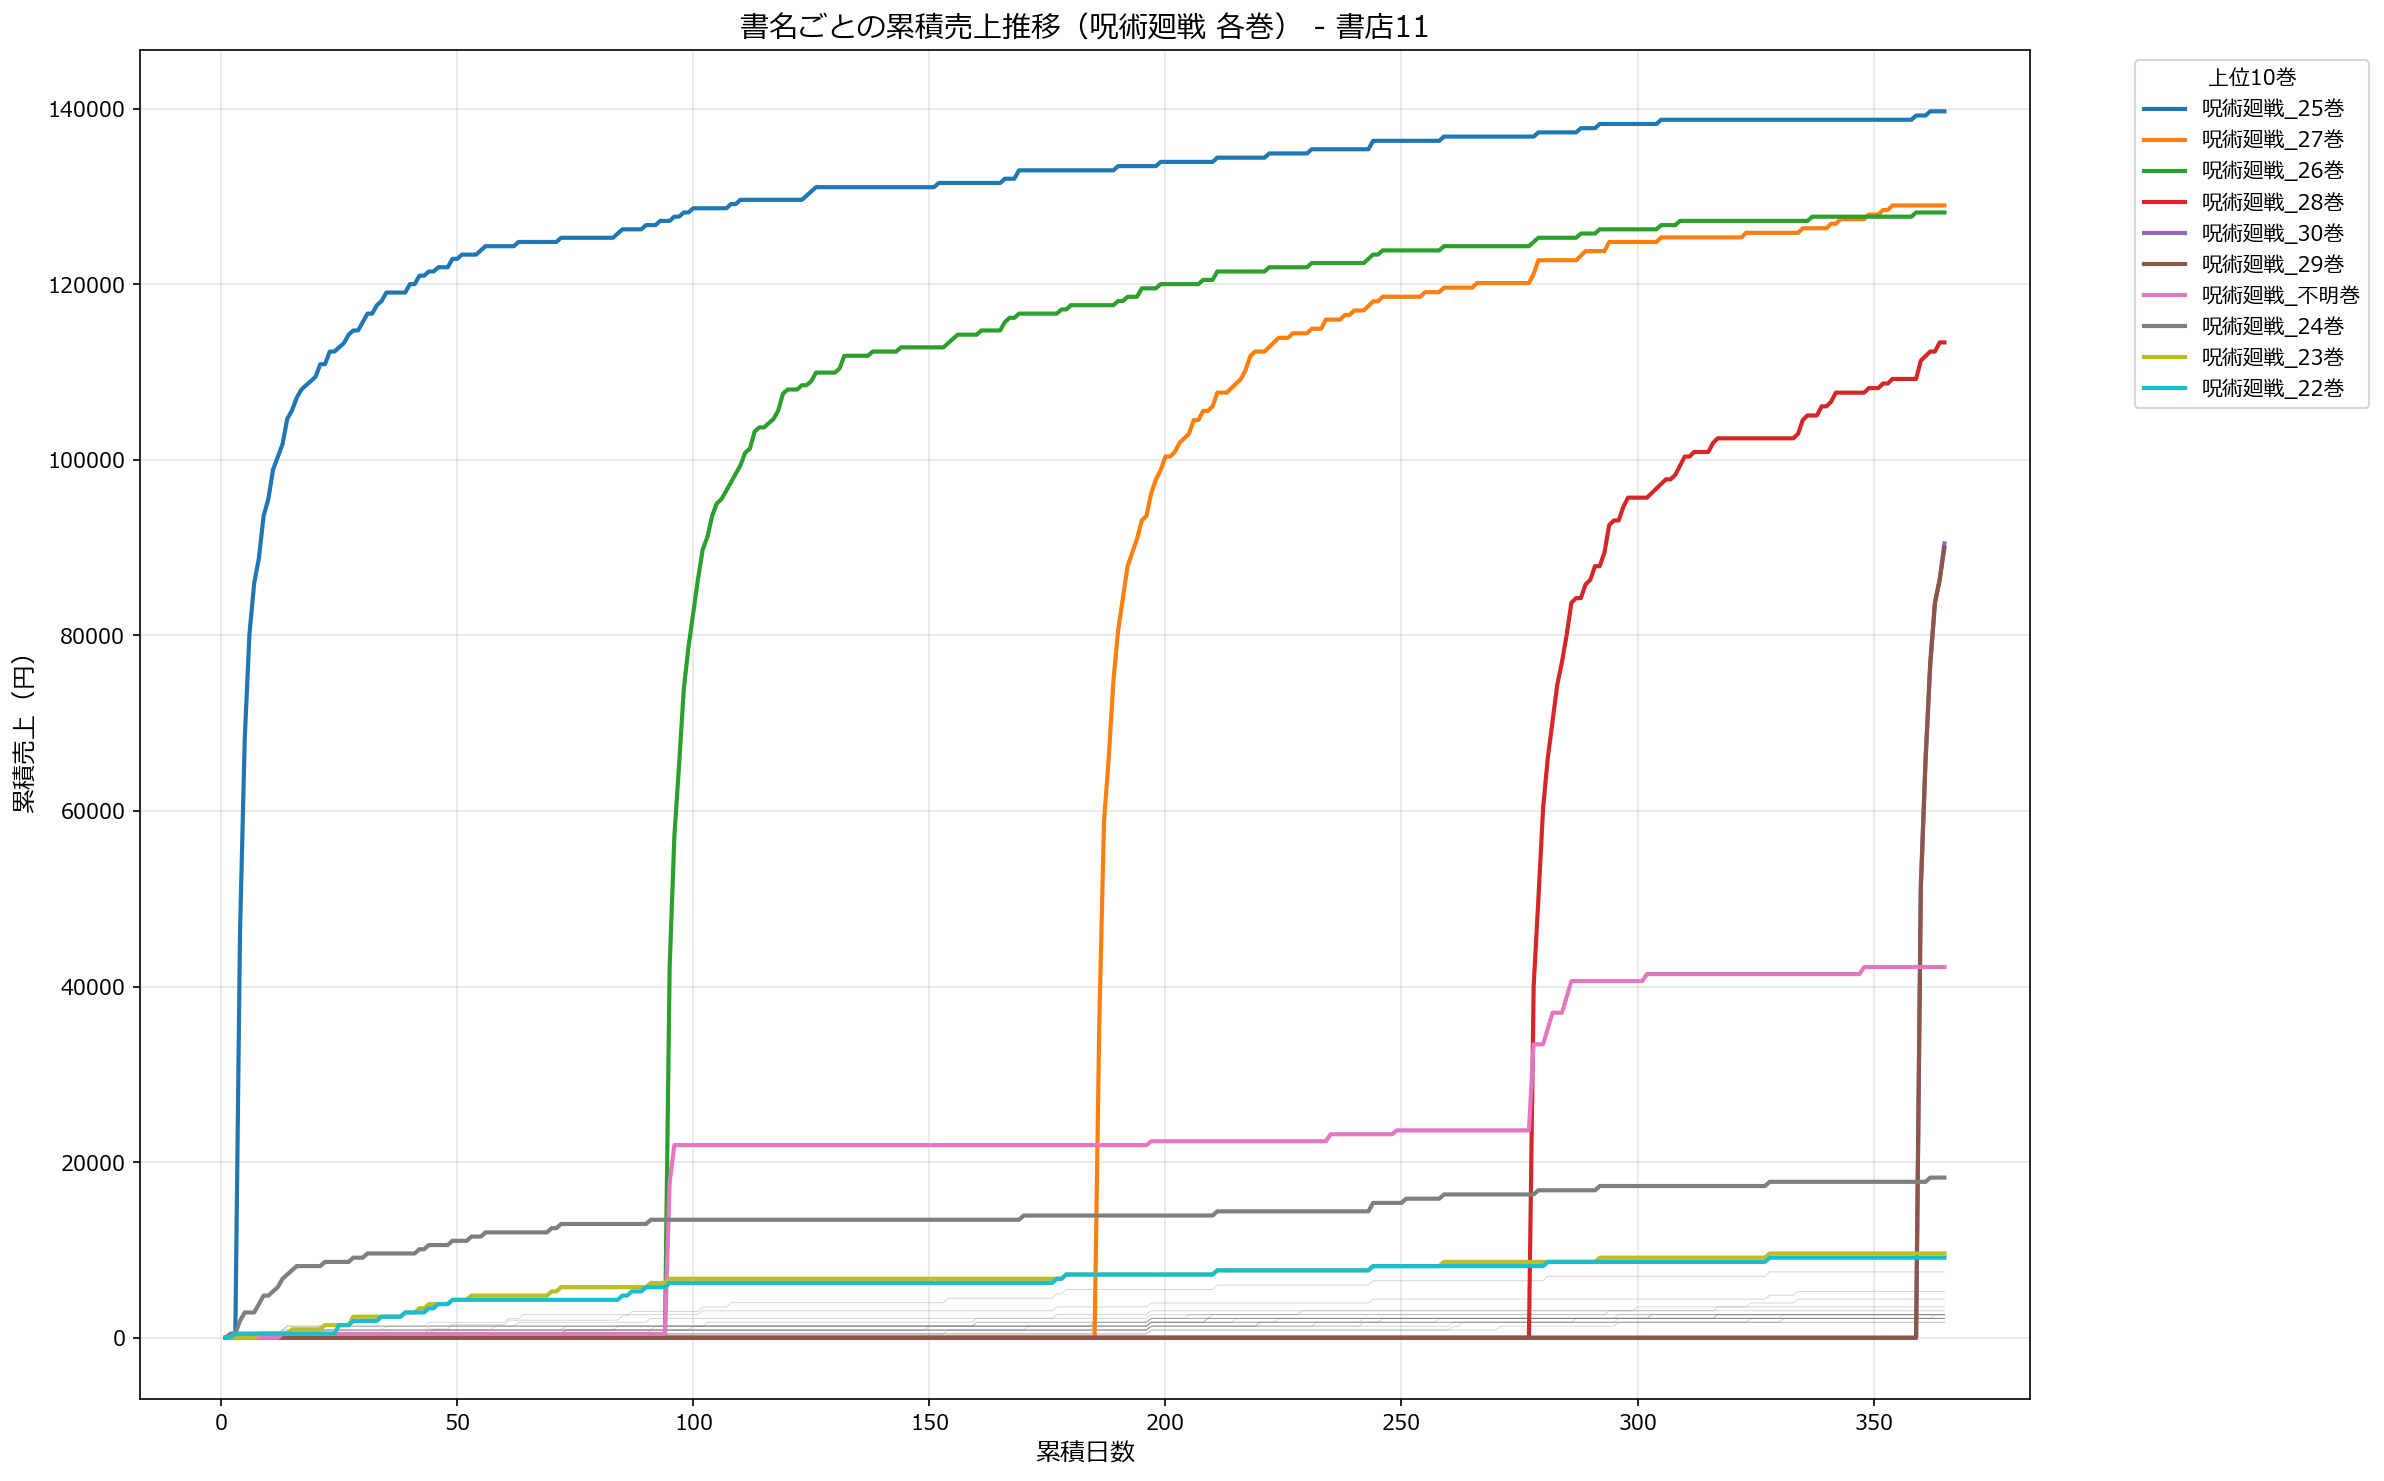 書名ごとの累積売上推移（呪術廻戦 各巻） - 書店11
累積売上（円）
140000
120000
100000
80000
60000
40000
20000
0
0
50
100
150
200
250
300
350
累積日数
上位10巻
呪術廻戦_25巻
呪術廻戦_27巻
呪術廻戦_26巻
呪術廻戦_28巻
呪術廻戦_30巻
呪術廻戦_29巻
呪術廻戦_不明巻
呪術廻戦_24巻
呪術廻戦_23巻
呪術廻戦_22巻